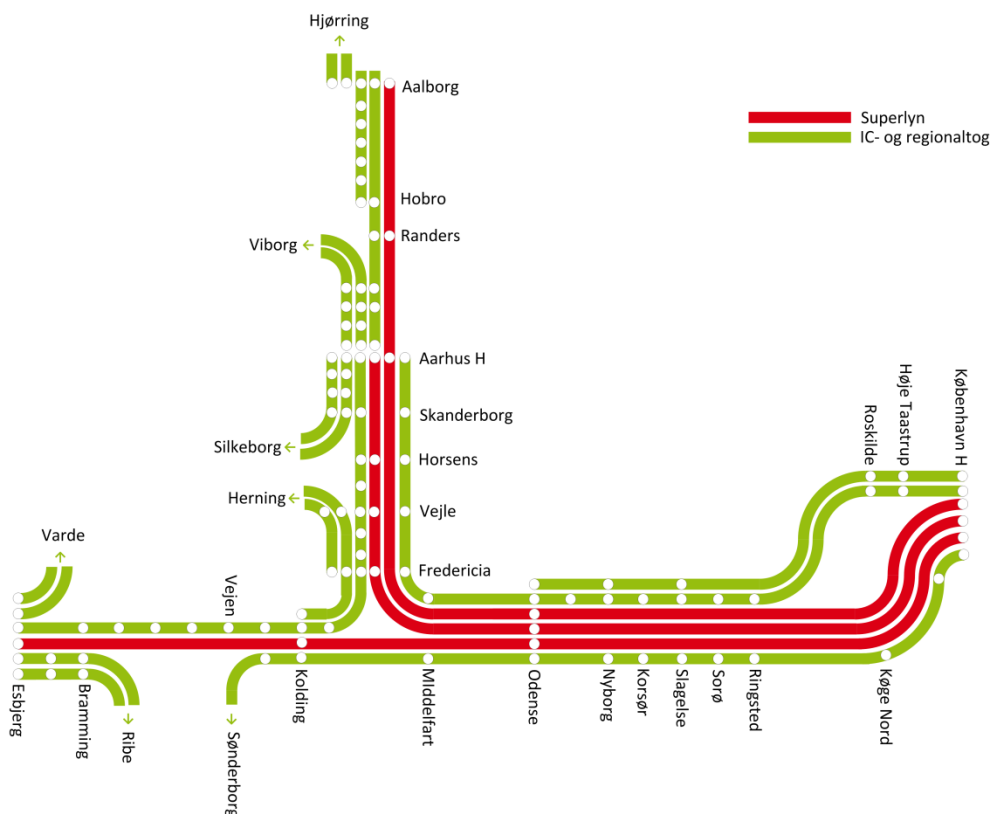 Hjørring
Aalborg
Superlyn
IC- og regionaltog
Hobro
Randers
Viborg
Aarhus H
Skanderborg
Silkeborg
Horsens
Herning
Vejle
Fredericia
Roskilde
Høje Taastrup
København H
Varde
Vejen
Esbjerg
Bramming
Ribe
Sønderborg
Kolding
MIddelfart
Odense
Nyborg
Korsør
Slagelse
Sorø
Ringsted
Køge Nord